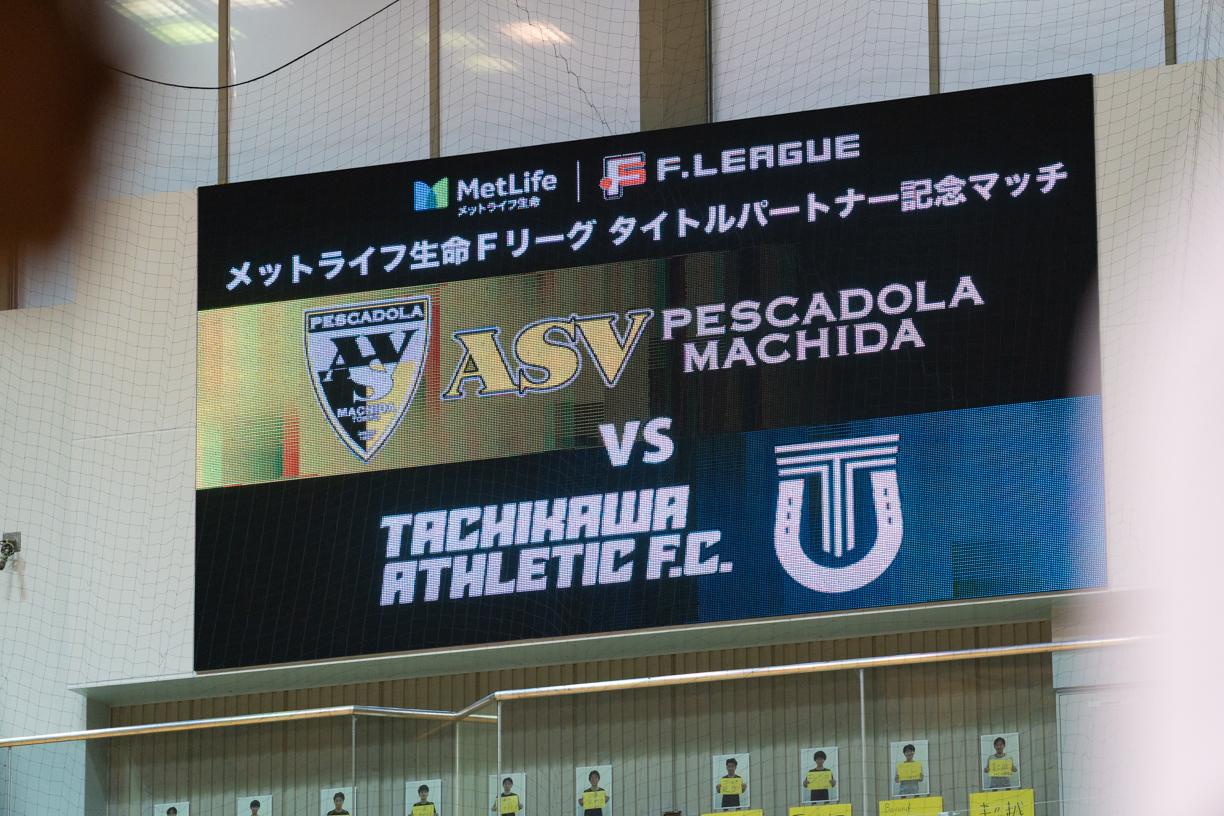 MetLife
メットライフ生命
F.LEAGUE
メットライフ生命Fリーグ タイトルパートナー記念マッチ
PESCADOLA
MACHIDA
ASV
PESCADOLA
MACHIDA
VS
TACHIKAWA
ATHLETIC F.C.